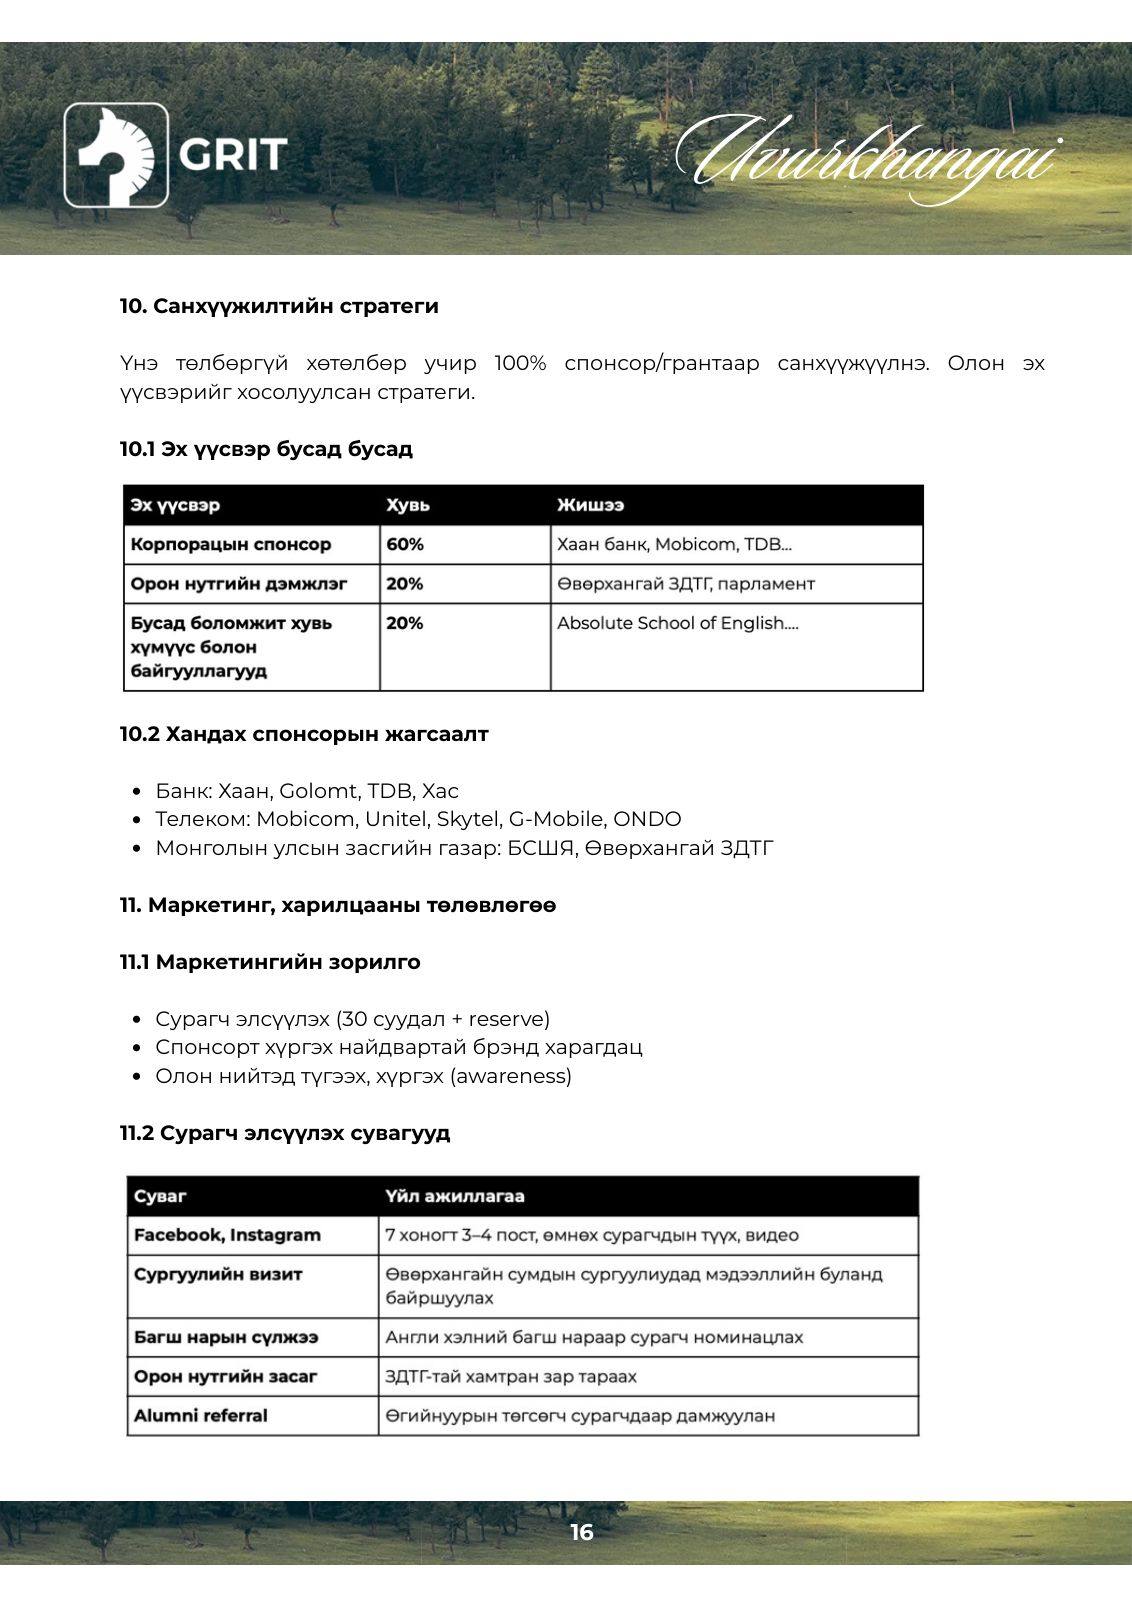 GRIT
Uvurkhangai
10. Санхүүжилтийн стратеги
Үнэ төлбөргүй хөтөлбөр учир 100% спонсор/грантаар санхүүжүүлнэ. Олон эх
үүсвэрийг хосолуулсан стратеги.
10.1 Эх үүсвэр бусад бусад
Эх үүсвэр Хувь Жишээ
Корпорацын спонсор 60% Хаан банк, Mobicom, TDB...
Орон нутгийн дэмжлэг 20% Өвөрхангай ЗДТГ, парламент
Бусад боломжит хувь 20% Absolute School of English....
хүмүүс болон
байгууллагууд
10.2 Хандах спонсорын жагсаалт
• Банк: Хаан, Golomt, TDB, Хас
• Телеком: Mobicom, Unitel, Skytel, G-Mobile, ONDO
• Монголын улсын засгийн газар: БСШЯ, Өвөрхангай ЗДТГ
11. Маркетинг, харилцааны төлөвлөгөө
11.1 Маркетингийн зорилго
• Сурагч элсүүлэх (30 суудал + reserve)
• Спонсорт хүргэх найдвартай брэнд харагдац
• Олон нийтэд түгээх, хүргэх (awareness)
11.2 Сурагч элсүүлэх сувагууд
Суваг Үйл ажиллагаа
Facebook, Instagram 7 хоногт 3–4 пост, өмнөх сурагчдын түүх, видео
Сургуулийн визит Өвөрхангайн сумдын сургуулиудад мэдээллийн буланд
байршуулах
Багш нарын сүлжээ Англи хэлний багш нараар сурагч номинацлах
Орон нутгийн засаг ЗДТГ-тай хамтран зар тараах
Alumni referral Өгийнуурын төгсөгч сурагчдаар дамжуулан
16